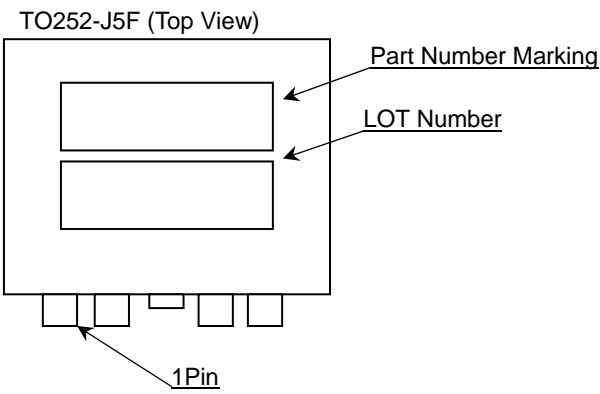 TO252-J5F (Top View)
Part Number Marking
LOT Number
1Pin